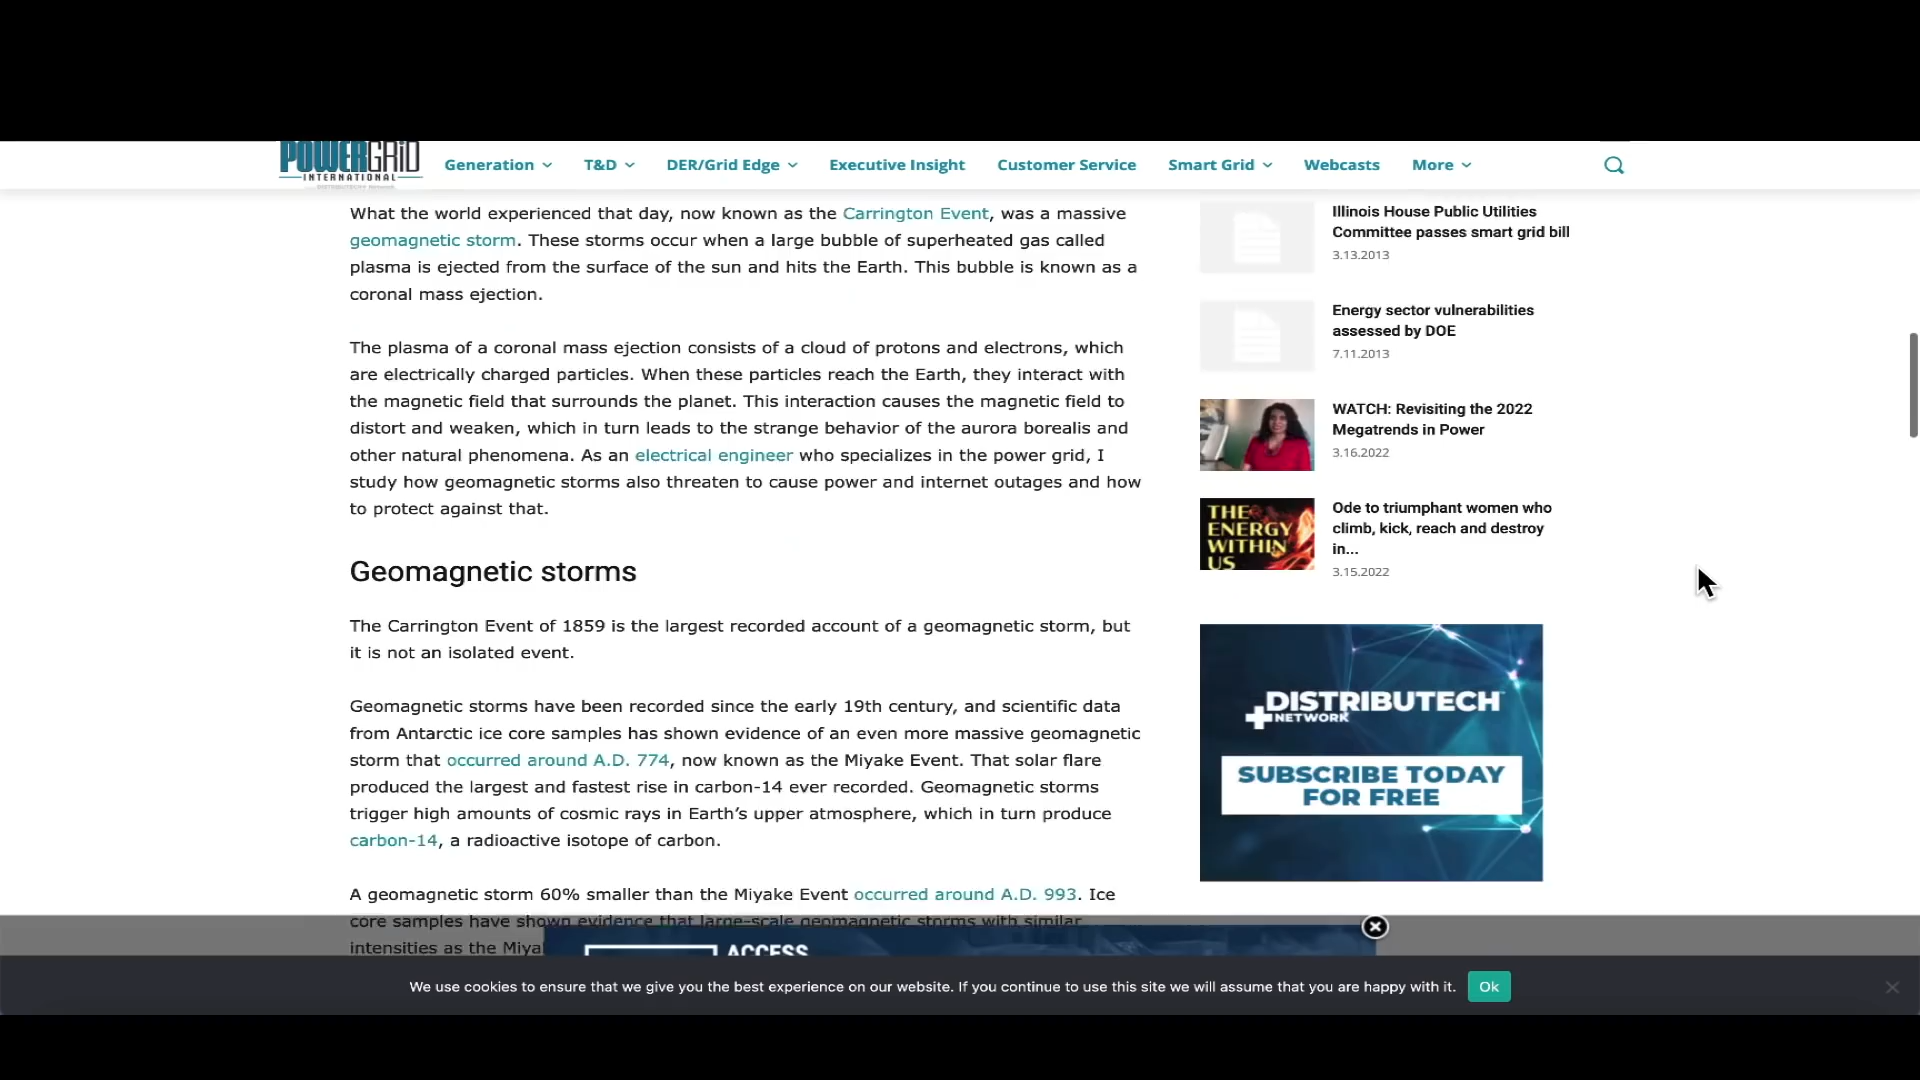 POWERGRID
INTERNATIONAL
Generation
T&D
DER/Grid Edge
Executive Insight
Customer Service
Smart Grid
Webcasts
More
What the world experienced that day, now known as the Carrington Event, was a massive
geomagnetic storm. These storms occur when a large bubble of superheated gas called
plasma is ejected from the surface of the sun and hits the Earth. This bubble is known as a
coronal mass ejection.
The plasma of a coronal mass ejection consists of a cloud of protons and electrons, which
are electrically charged particles. When these particles reach the Earth, they interact with
the magnetic field that surrounds the planet. This interaction causes the magnetic field to
distort and weaken, which in turn leads to the strange behavior of the aurora borealis and
other natural phenomena. As an electrical engineer who specializes in the power grid, I
study how geomagnetic storms also threaten to cause power and internet outages and how
to protect against that.
Geomagnetic storms
The Carrington Event of 1859 is the largest recorded account of a geomagnetic storm, but
it is not an isolated event.
Geomagnetic storms have been recorded since the early 19th century, and scientific data
from Antarctic ice core samples has shown evidence of an even more massive geomagnetic
storm that occurred around A.D. 774, now known as the Miyake Event. That solar flare
produced the largest and fastest rise in carbon-14 ever recorded. Geomagnetic storms
trigger high amounts of cosmic rays in Earth’s upper atmosphere, which in turn produce
carbon-14, a radioactive isotope of carbon.
A geomagnetic storm 60% smaller than the Miyake Event occurred around A.D. 993. Ice
core samples have shown evidence that large-scale geomagnetic storms with similar
intensities as the Miya
Illinois House Public Utilities
Committee passes smart grid bill
3.13.2013
Energy sector vulnerabilities
assessed by DOE
7.11.2013
WATCH: Revisiting the 2022
Megatrends in Power
3.16.2022
THE
ENERGY
WITHIN
US
Ode to triumphant women who
climb, kick, reach and destroy
in...
3.15.2022
DISTRIBUTECH
NETWORK
SUBSCRIBE TODAY
FOR FREE
ACCESS
We use cookies to ensure that we give you the best experience on our website. If you continue to use this site we will assume that you are happy with it.
Ok